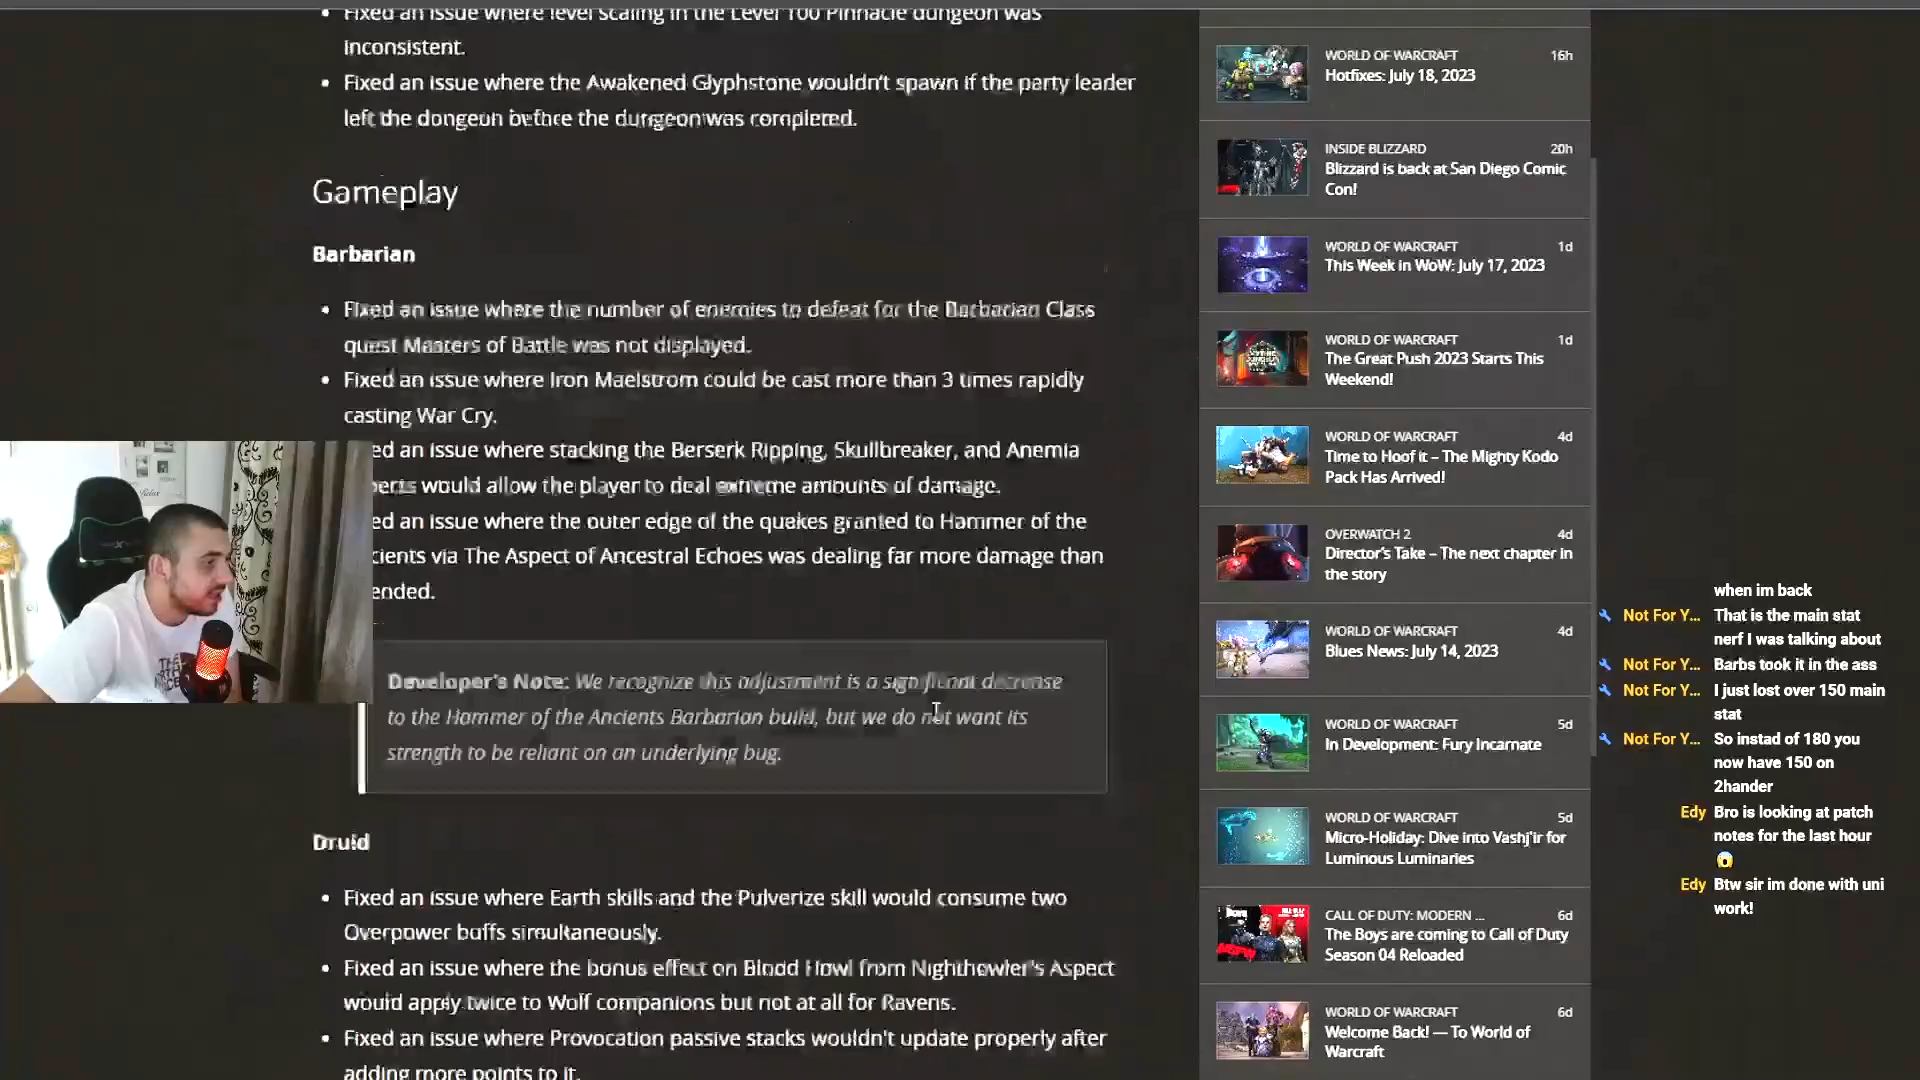 Fixed an issue where level scaling in the Level 100 Pinnacle dungeon was
inconsistent.
Fixed an issue where the Awakened Glyphstone wouldn't spawn if the party leader
left the dungeon before the dungeon was completed.
Gameplay
Barbarian
Fixed an issue where the number of enemies to defeat for the Barbarian Class
quest Masters of Battle was not displayed.
Fixed an issue where Iron Maelstrom could be cast more than 3 times rapidly
casting War Cry.
ed an issue where stacking the Berserk Ripping, Skullbreaker, and Anemia
would allow the player to deal extreme amounts of damage.
ed an issue where the outer edge of the quakes granted to Hammer of the
cients via The Aspect of Ancestral Echoes was dealing far more damage than
ended.
Developer's Note: We recognize this adjustment is a significant decrease
to the Hammer of the Ancients Barbarian build, but we do not want its
strength to be reliant on an underlying bug.
Druid
Fixed an issue where Earth skills and the Pulverize skill would consume two
Overpower buffs simultaneously.
Fixed an issue where the bonus effect on Blood Howl from Nighthowler's Aspect
would apply twice to Wolf companions but not at all for Ravens.
Fixed an issue where Provocation passive stacks wouldn't update properly after
adding more points to it.
WORLD OF WARCRAFT 16h
Hotfixes: July 18, 2023
INSIDE BLIZZARD 20h
Blizzard is back at San Diego Comic
Con!
WORLD OF WARCRAFT 1d
This Week in WoW: July 17, 2023
WORLD OF WARCRAFT 1d
The Great Push 2023 Starts This
Weekend!
WORLD OF WARCRAFT 4d
Time to Hoof it – The Mighty Kodo
Pack Has Arrived!
OVERWATCH 2 4d
Director's Take – The next chapter in
the story
WORLD OF WARCRAFT 4d
Blues News: July 14, 2023
WORLD OF WARCRAFT 5d
In Development: Fury Incarnate
WORLD OF WARCRAFT 5d
Micro-Holiday: Dive into Vashj'ir for
Luminous Luminaries
CALL OF DUTY: MODERN ... 6d
The Boys are coming to Call of Duty
Season 04 Reloaded
WORLD OF WARCRAFT 6d
Welcome Back! — To World of
Warcraft
when im back
Not For Y... That is the main stat
nerf I was talking about
Not For Y... Barbs took it in the ass
Not For Y... I just lost over 150 main
stat
Not For Y... So instad of 180 you
now have 150 on
2hander
Edy Bro is looking at patch
notes for the last hour
😱
Edy Btw sir im done with uni
work!